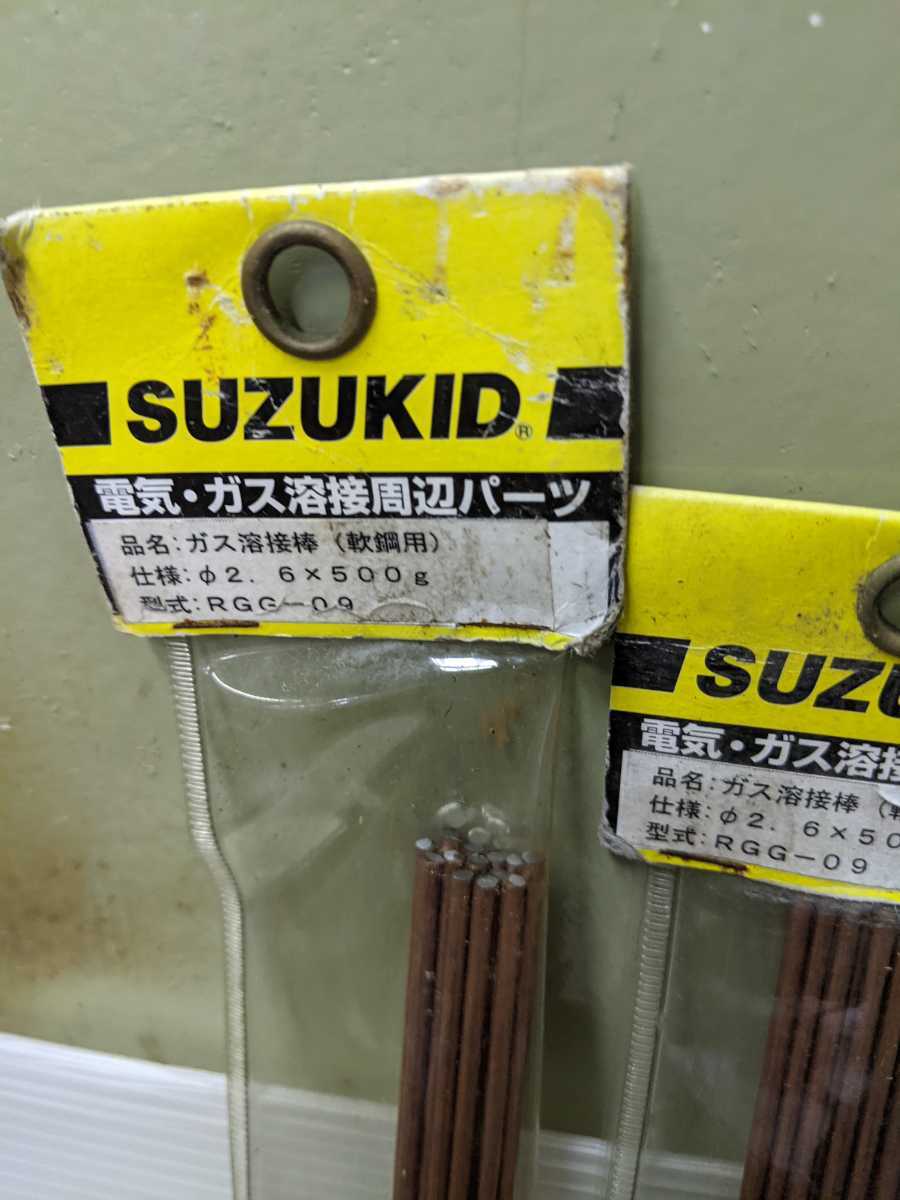 SUZUKID®
電気・ガス溶接周辺パーツ
品名:ガス溶接棒(軟鋼用)
仕様:φ2.6×500g
型式:RGG-09
SUZU
電気・ガス溶接
品名:ガス溶接棒(
仕様:φ2.6×50
型式:RGG-09